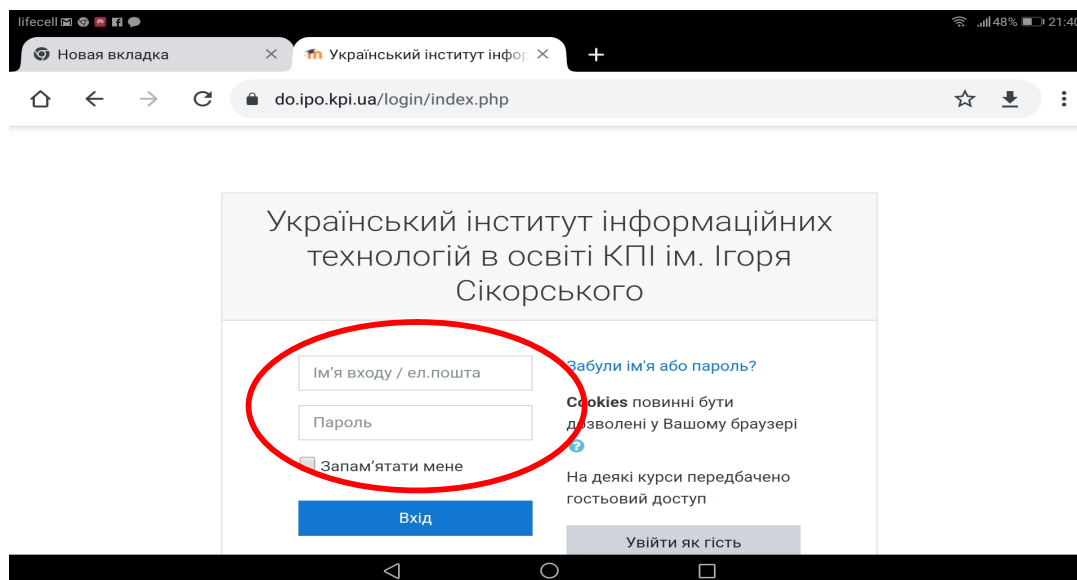 lifecell 48% 21:40
Новая вкладка
Український інститут інфор
do.ipo.kpi.ua/login/index.php
Український інститут інформаційних
технологій в освіті КПІ ім. Ігоря
Сікорського
Ім’я входу / ел.пошта
Пароль
Запам’ятати мене
Вхід
Забули ім'я або пароль?
Cookies повинні бути
дозволені у Вашому браузері
На деякі курси передбачено
гостьовий доступ
Увійти як гість